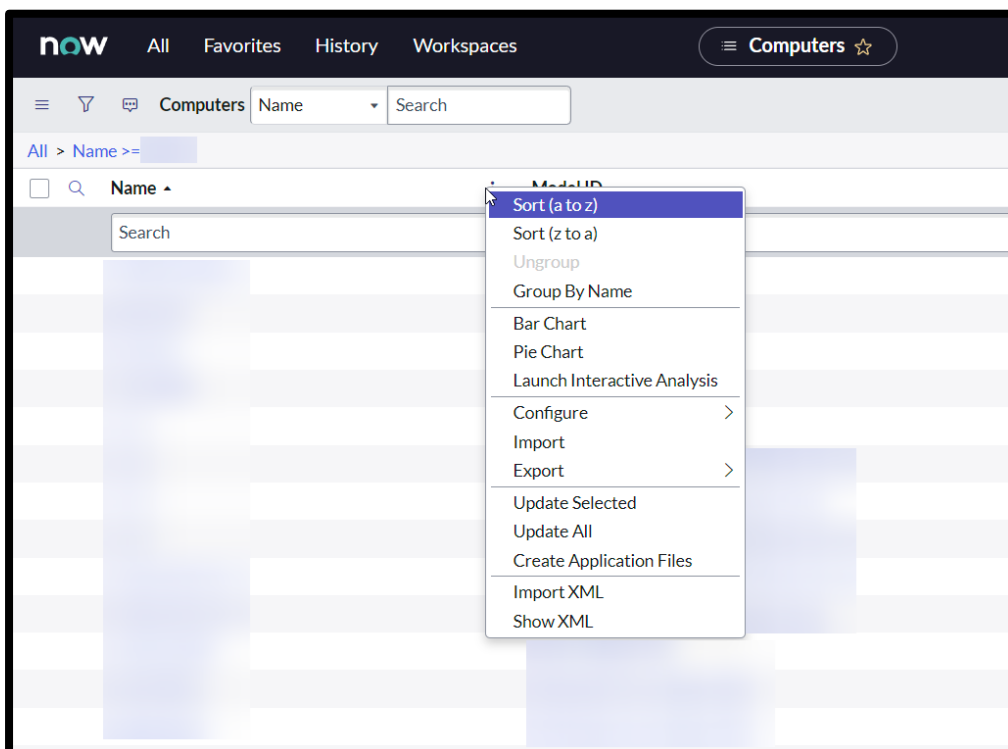 now All Favorites History Workspaces Computers
Computers Name Search
All > Name >=
Name Model ID
Search
Sort (a to z)
Sort (z to a)
Ungroup
Group By Name
Bar Chart
Pie Chart
Launch Interactive Analysis
Configure
Import
Export
Update Selected
Update All
Create Application Files
Import XML
Show XML